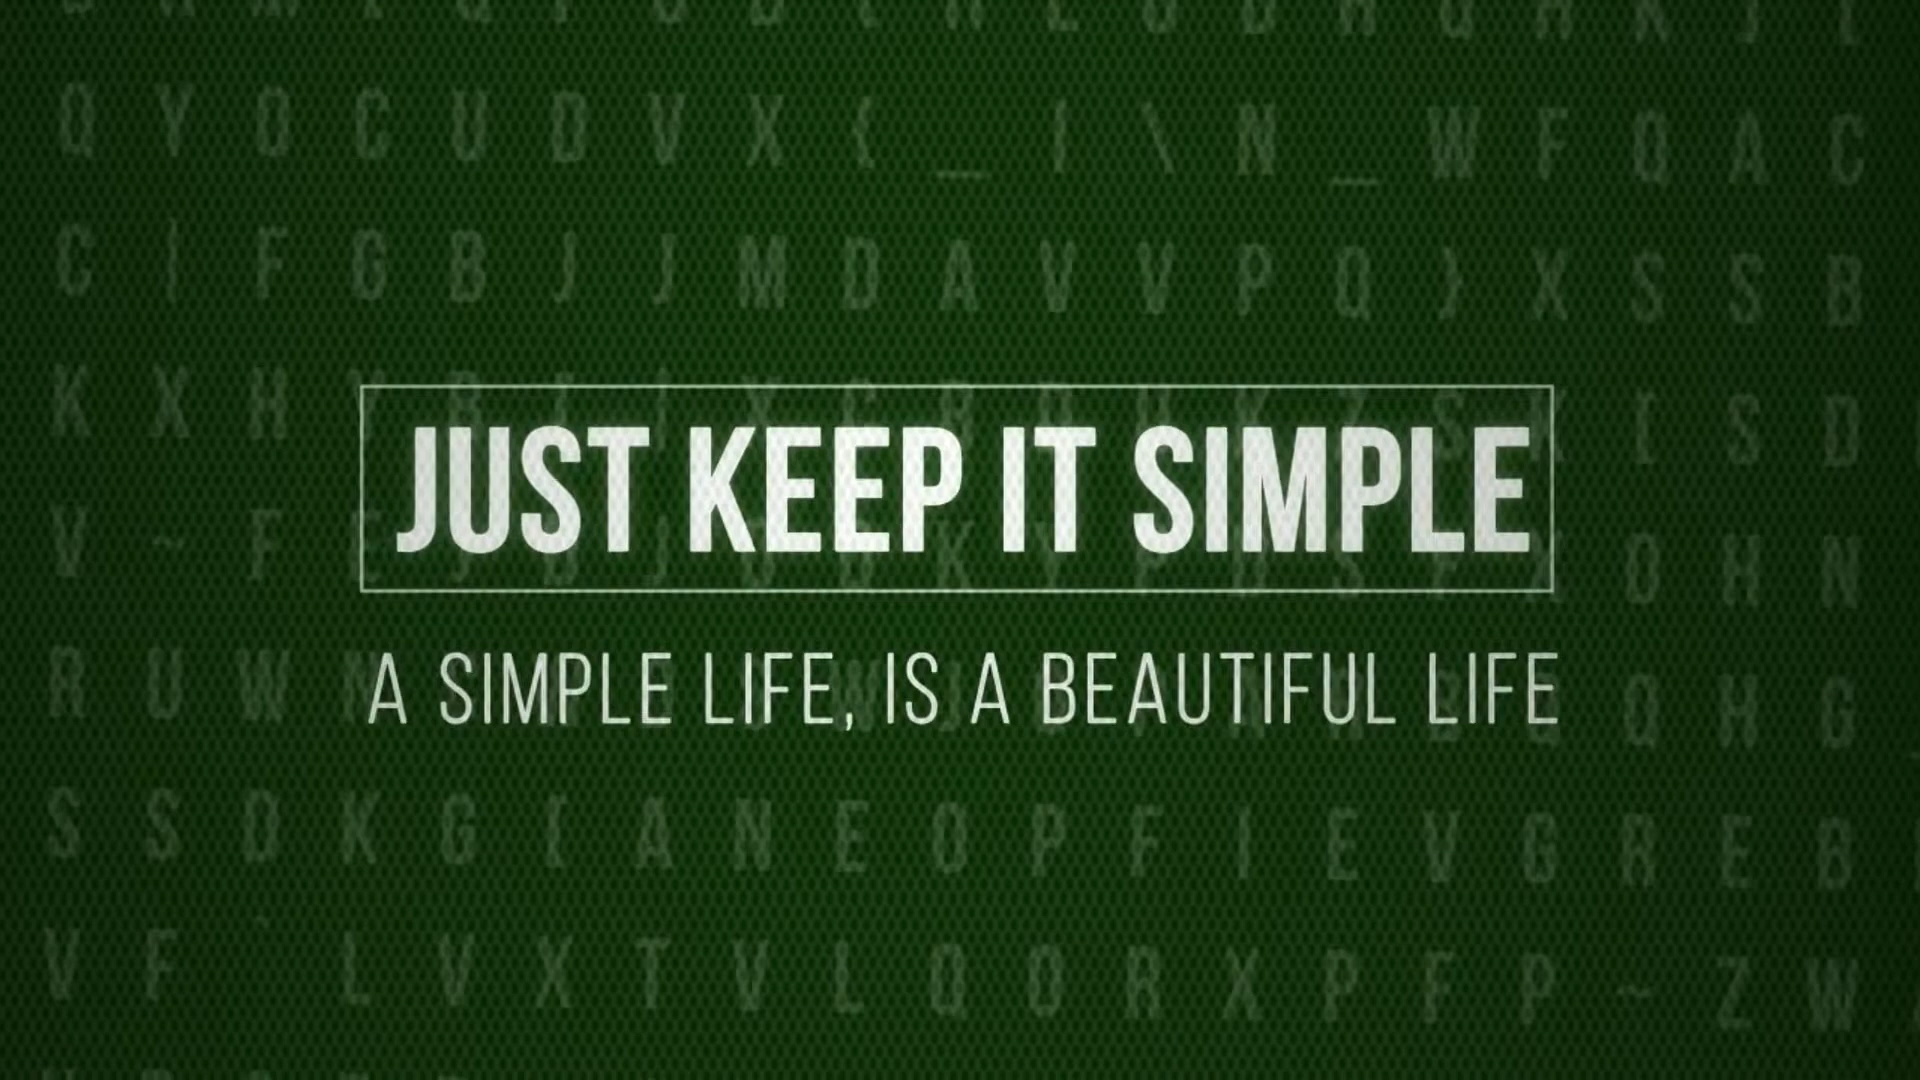 Q Y O C U D V X { _ | \ N _ W F Q A C
C | F G B J J M D A V V P Q } X S S B
K X H [ S D
JUST KEEP IT SIMPLE
V ~ F O H N
R U W Q H G
A SIMPLE LIFE, IS A BEAUTIFUL LIFE
S S D K G [ A N E O P F | E V G R E B
V F ` L V X T V L Q O R X P F P ~ Z W